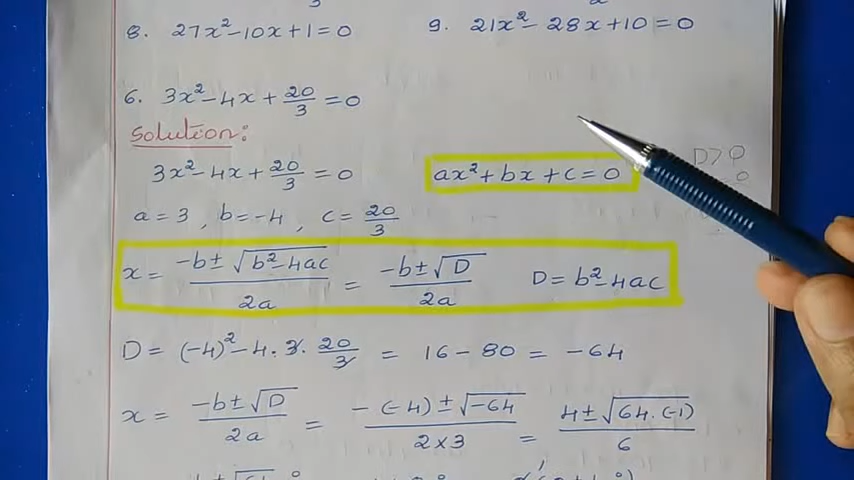 8. 27x²-10x+1=0 9. 21x²-28x+10=0
6. 3x²-4x+20/3=0
Solution:
3x²-4x+20/3=0 ax²+bx+c=0 D>0
a=3, b=-4, c=20/3
x= (-b±√(b²-4ac))/2a = (-b±√D)/2a D=b²-4ac
D= (-4)²-4·3·20/3 = 16-80 = -64
x= (-b±√D)/2a = (-(-4)±√-64)/(2×3) = (4±√(64·(-1)))/6